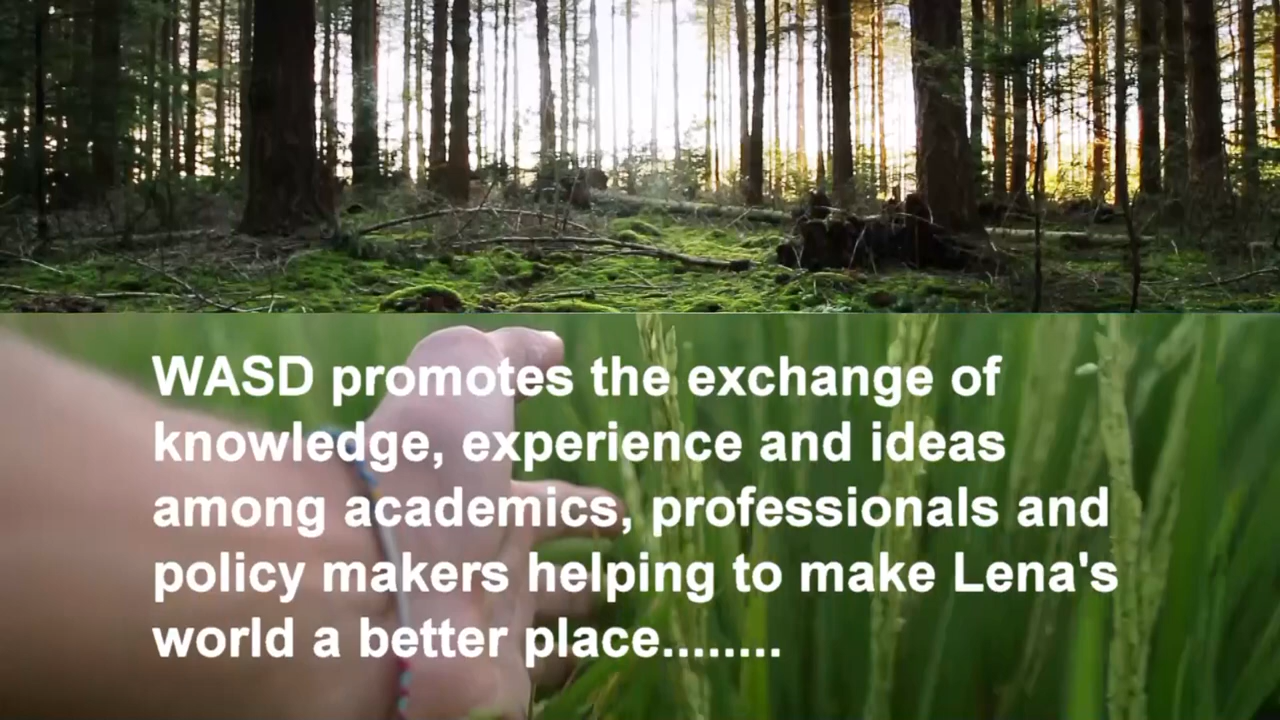 WASD promotes the exchange of
knowledge, experience and ideas
among academics, professionals and
policy makers helping to make Lena's
world a better place........